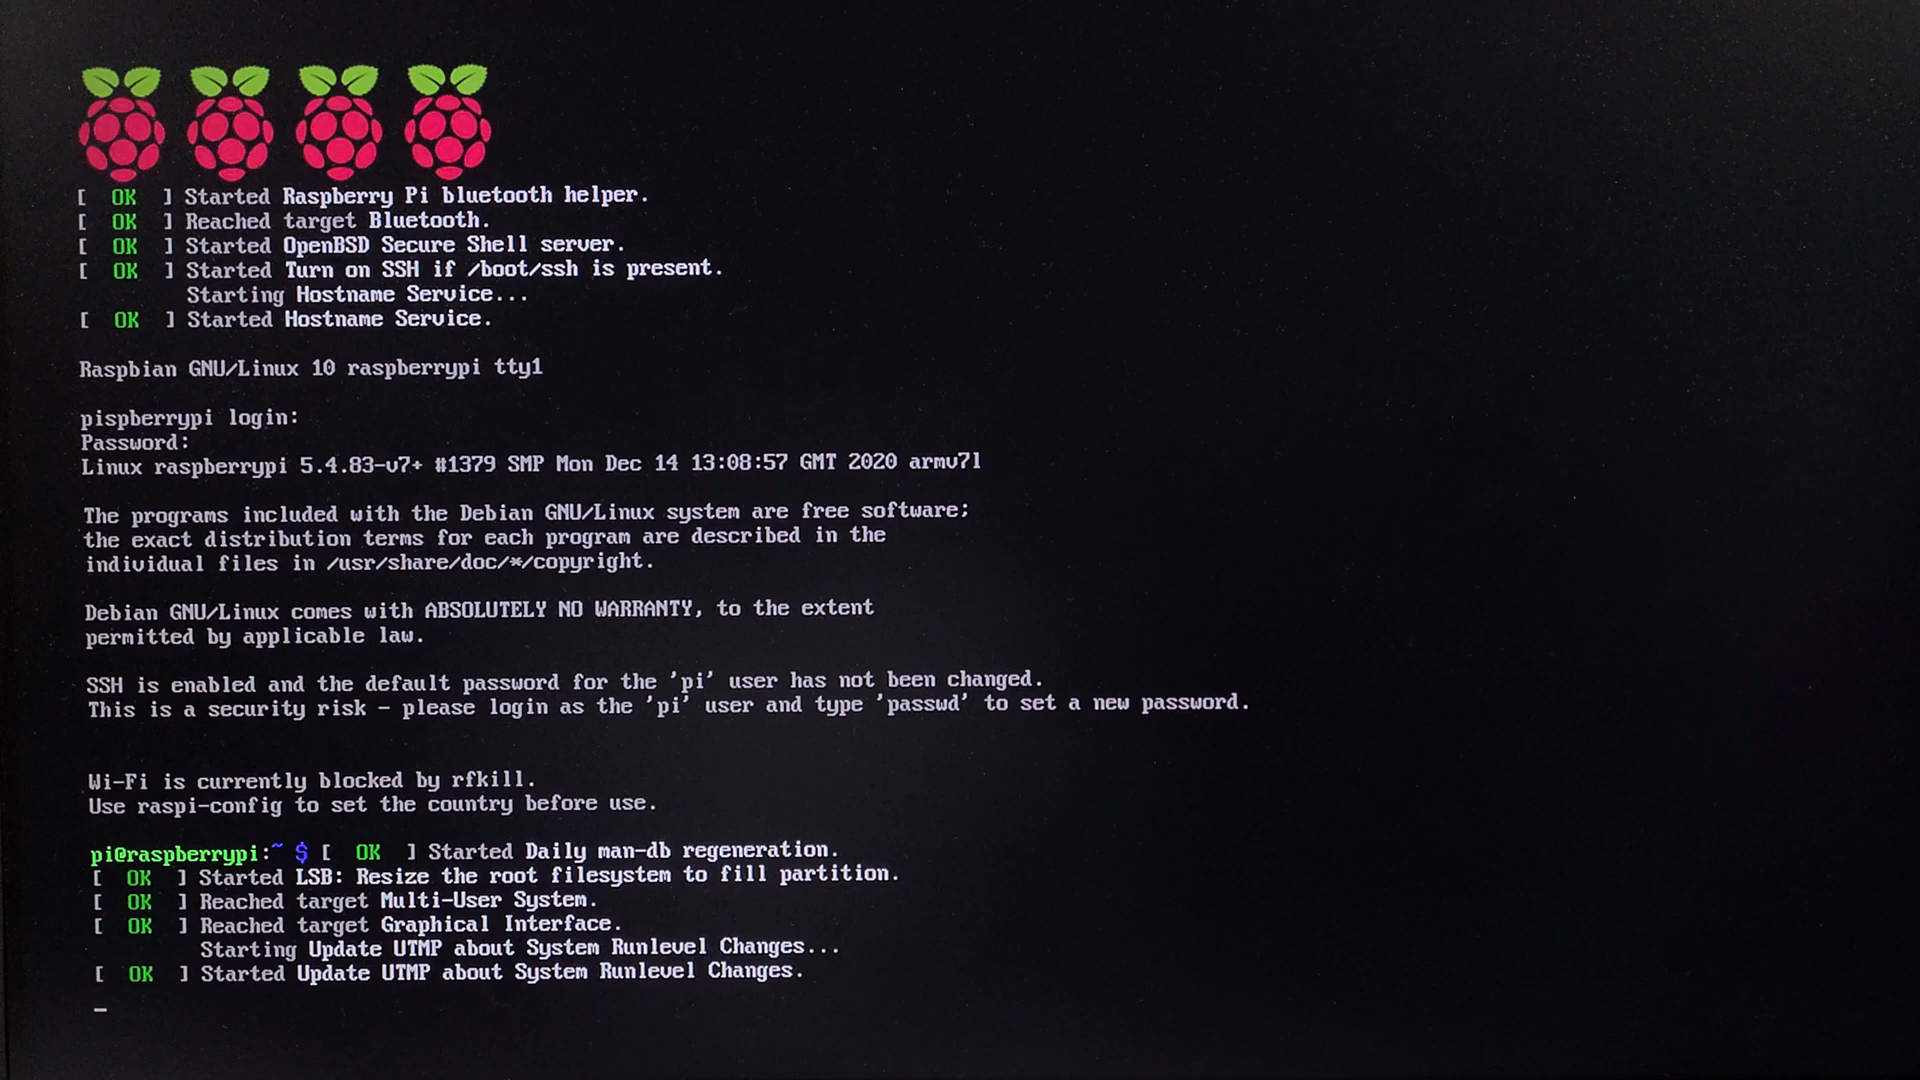 [  OK  ] Started Raspberry Pi bluetooth helper.
[  OK  ] Reached target Bluetooth.
[  OK  ] Started OpenBSD Secure Shell server.
[  OK  ] Started Turn on SSH if /boot/ssh is present.
         Starting Hostname Service...
[  OK  ] Started Hostname Service.
Raspbian GNU/Linux 10 raspberrypi tty1
pispberrypi login:
Password:
Linux raspberrypi 5.4.83-v7+ #1379 SMP Mon Dec 14 13:08:57 GMT 2020 armv7l
The programs included with the Debian GNU/Linux system are free software;
the exact distribution terms for each program are described in the
individual files in /usr/share/doc/*/copyright.
Debian GNU/Linux comes with ABSOLUTELY NO WARRANTY, to the extent
permitted by applicable law.
SSH is enabled and the default password for the 'pi' user has not been changed.
This is a security risk - please login as the 'pi' user and type 'passwd' to set a new password.
Wi-Fi is currently blocked by rfkill.
Use raspi-config to set the country before use.
pi@raspberrypi:~ $ [  OK  ] Started Daily man-db regeneration.
[  OK  ] Started LSB: Resize the root filesystem to fill partition.
[  OK  ] Reached target Multi-User System.
[  OK  ] Reached target Graphical Interface.
         Starting Update UTMP about System Runlevel Changes...
[  OK  ] Started Update UTMP about System Runlevel Changes.
_